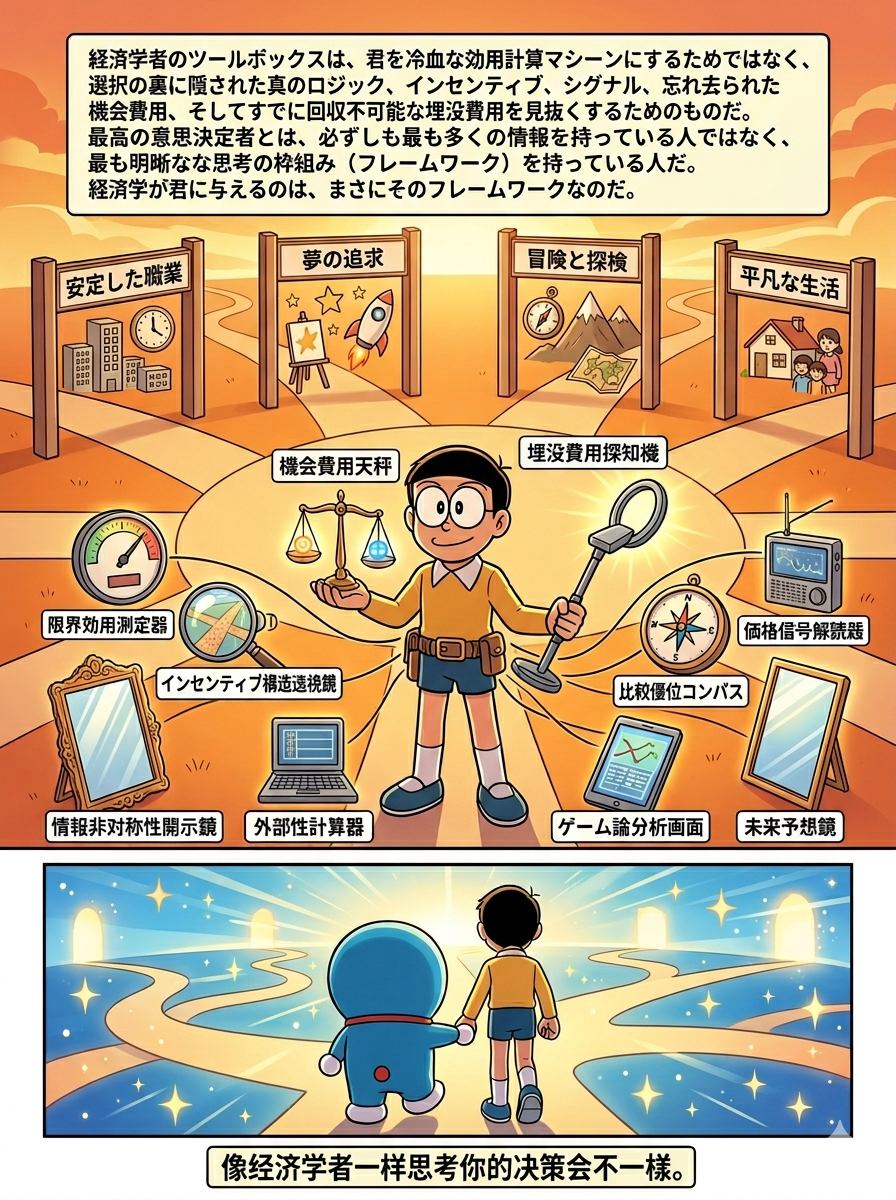 経済学者のツールボックスは、君を冷血な効用計算マシーンにするためではなく、
選択の裏に隠された真のロジック、インセンティブ、シグナル、忘れ去られた
機会費用、そしてすでに回収不可能な埋没費用を見抜くするためのものだ。
最高の意思決定者とは、必ずしも最も多くの情報を持っている人ではなく、
最も明晰なな思考の枠組み（フレームワーク）を持っている人だ。
経済学が君に与えるのは、まさにそのフレームワークなのだ。
安定した職業
夢の追求
冒険と探検
平凡な生活
機会費用天秤
埋没費用探知機
限界効用測定器
インセンティブ構造透視鏡
比較優位コンパス
価格信号解読器
情報非対称性開示鏡
外部性計算器
ゲーム論分析画面
未来予想鏡
像经济学者一样思考你的决策会不一樣。